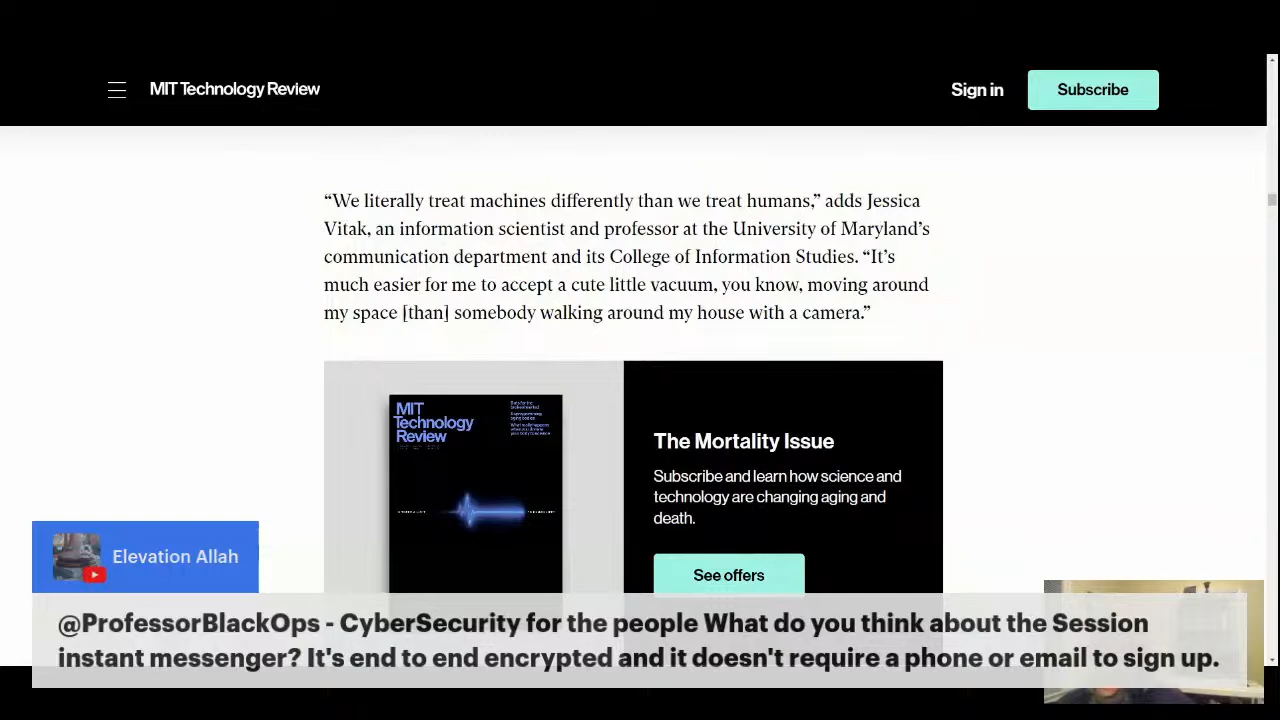 MIT Technology Review
Sign in
Subscribe
“We literally treat machines differently than we treat humans,” adds Jessica
Vitak, an information scientist and professor at the University of Maryland’s
communication department and its College of Information Studies. “It’s
much easier for me to accept a cute little vacuum, you know, moving around
my space [than] somebody walking around my house with a camera.”
MIT
Technology
Review
The Mortality Issue
Subscribe and learn how science and
technology are changing aging and
death.
See offers
Elevation Allah
@ProfessorBlackOps - CyberSecurity for the people What do you think about the Session
instant messenger? It's end to end encrypted and it doesn't require a phone or email to sign up.